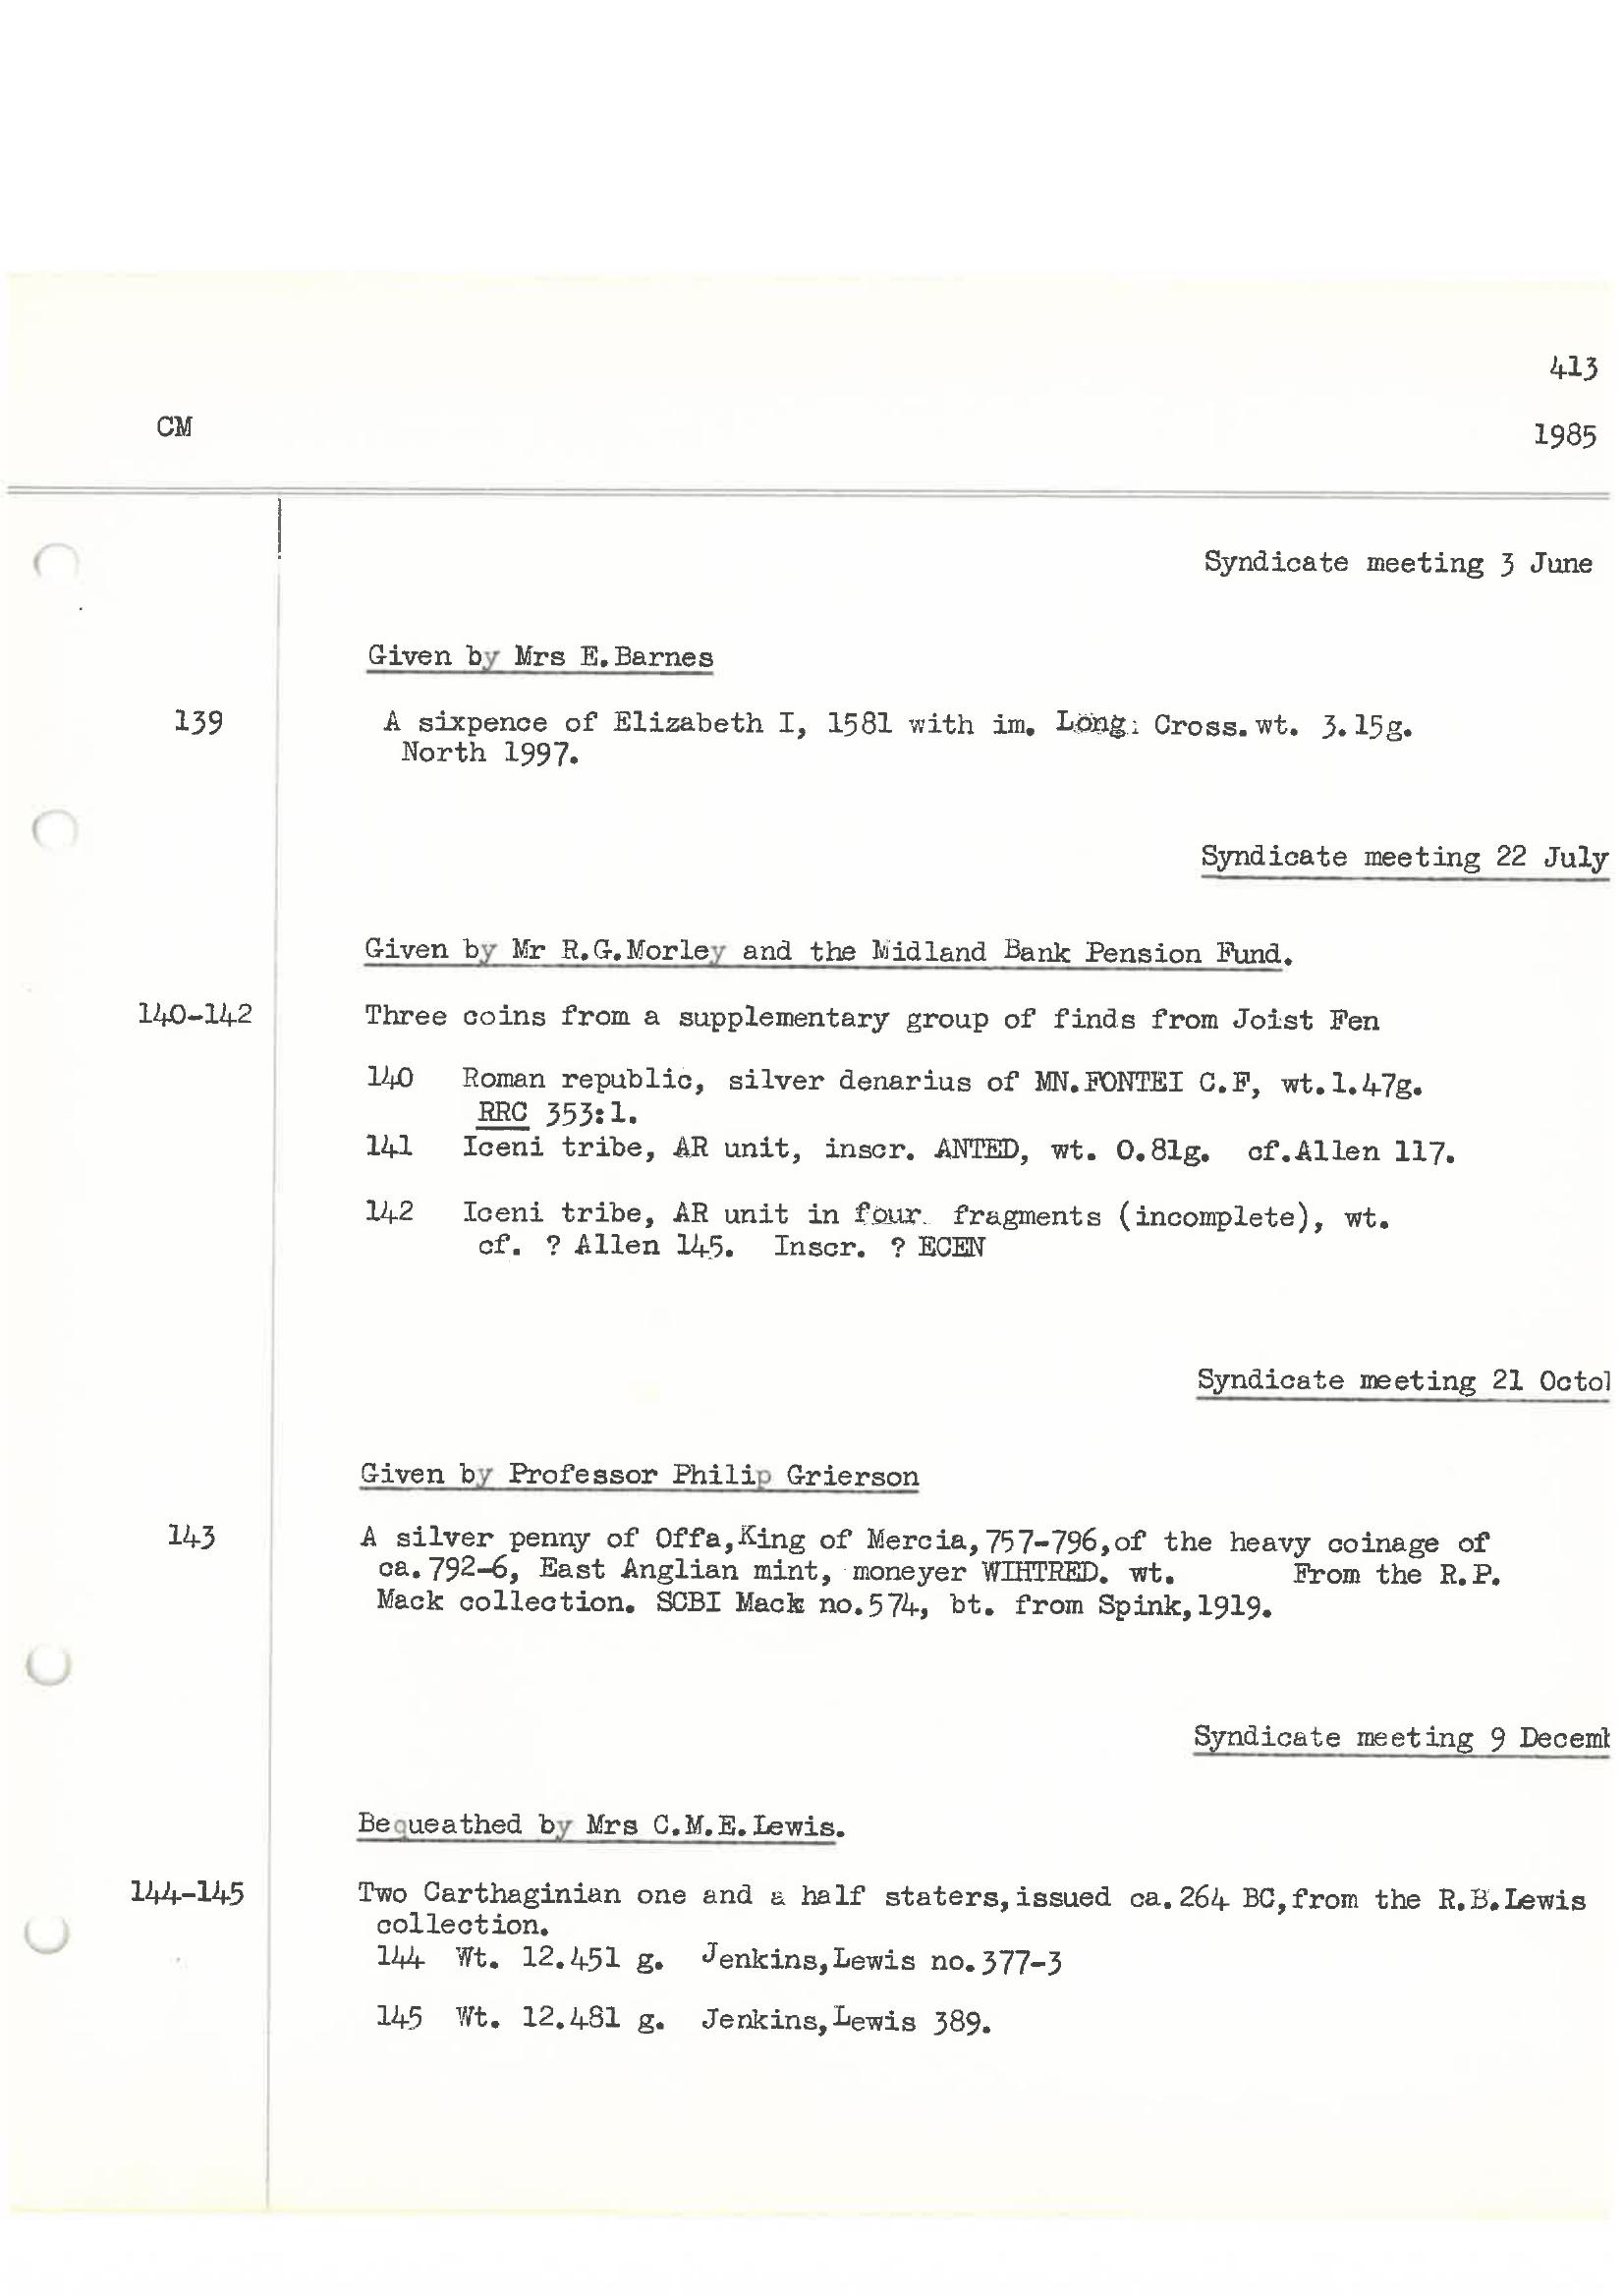 413
CM
1985
Syndicate meeting 3 June
Given by Mrs E.Barnes
139 A sixpence of Elizabeth I, 1581 with im. Long Cross. wt. 3.15g.
North 1997.
Syndicate meeting 22 July
Given by Mr R.G.Morley and the Midland Bank Pension Fund.
140-142 Three coins from a supplementary group of finds from Joist Fen
140 Roman republic, silver denarius of MN.FONTEI C.F, wt.1.47g.
RRC 353:1.
141 Iceni tribe, AR unit, inscr. ANTED, wt. 0.81g. cf.Allen 117.
142 Iceni tribe, AR unit in four fragments (incomplete), wt.
cf. ? Allen 145. Inscr. ? ECEN
Syndicate meeting 21 Octo
Given by Professor Philip Grierson
143 A silver penny of Offa,King of Mercia,757-796,of the heavy coinage of
ca.792-6, East Anglian mint, moneyer WIHTRED. wt. From the R.P.
Mack collection. SCBI Mack no.574, bt. from Spink,1919.
Syndicate meeting 9 Decem
Bequeathed by Mrs C.M.E.Lewis.
144-145 Two Carthaginian one and a half staters,issued ca.264 BC,from the R.B.Lewis
collection.
144 Wt. 12.451 g. Jenkins,Lewis no.377-3
145 Wt. 12.481 g. Jenkins,Lewis 389.